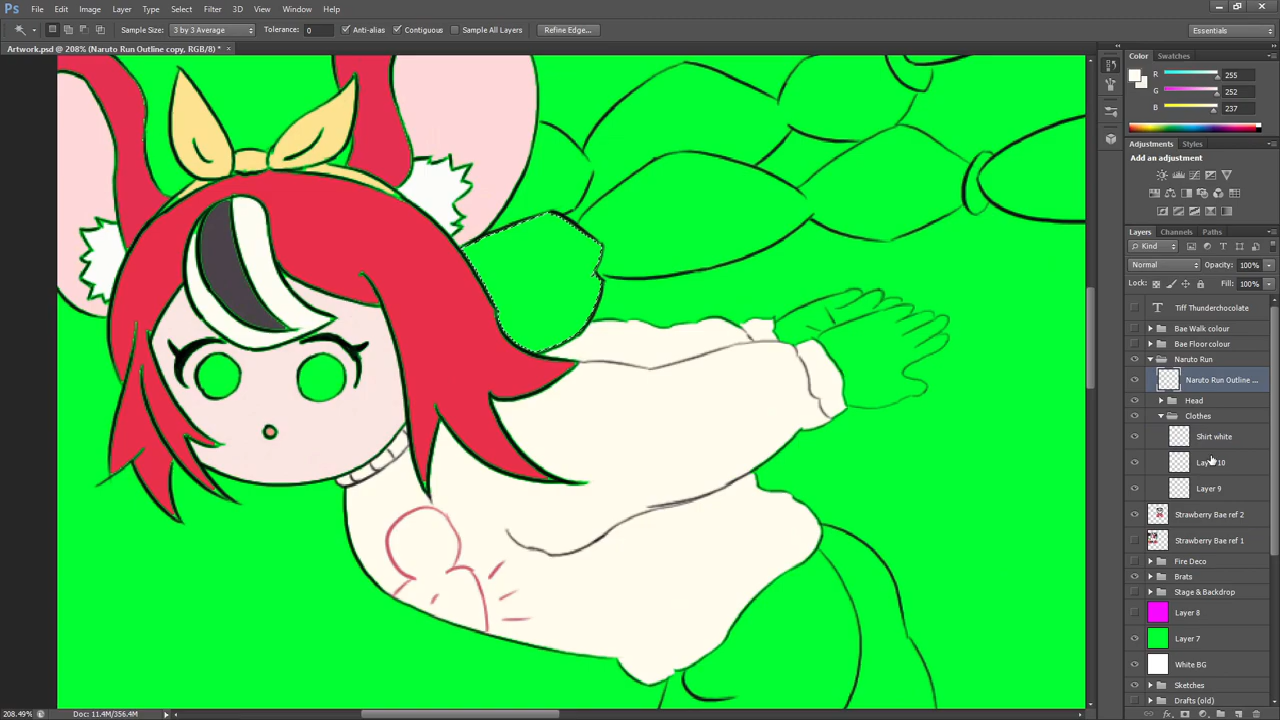 Ps File Edit Image Layer Type Select Filter 3D View Window Help
Sample Size: 3 by 3 Average Tolerance: 0 Anti-alias Contiguous Sample All Layers Refine Edge... Essentials
Artwork.psd @ 208% (Naruto Run Outline copy, RGB/8) * ×
Color Swatches
R 255
G 252
B 237
Adjustments Styles
Add an adjustment
Layers Channels Paths
Kind
Normal Opacity: 100%
Lock: Fill: 100%
T Tiff Thunderchocolate
Bae Walk colour
Bae Floor colour
Naruto Run
Naruto Run Outline ...
Head
Clothes
Shirt white
Layer 10
Layer 9
Strawberry Bae ref 2
Strawberry Bae ref 1
Fire Deco
Brats
Stage & Backdrop
Layer 8
Layer 7
White BG
Sketches
Drafts (old)
208.49% Doc: 11.4M/356.4M